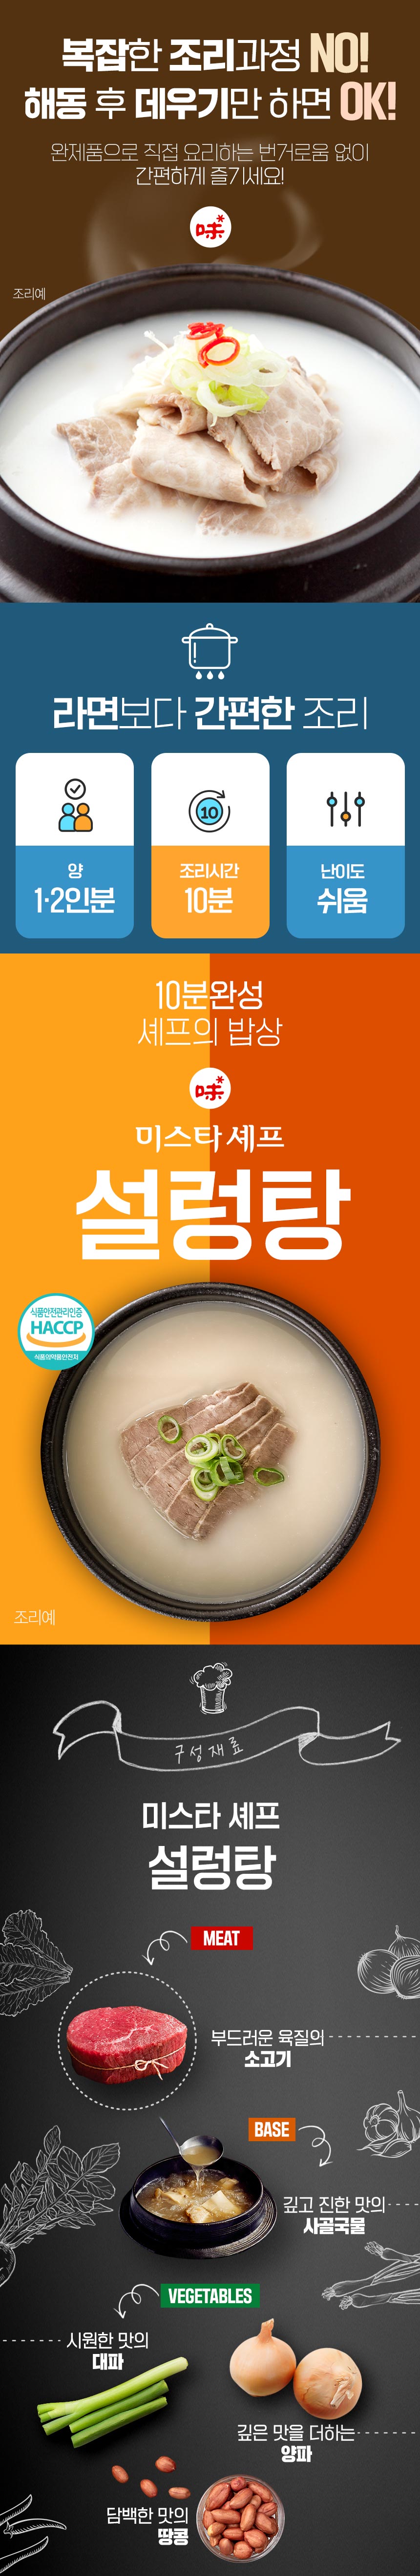 복잡한 조리과정 NO!
해동 후 데우기만 하면 OK!
완제품으로 직접 요리하는 번거로움 없이
간편하게 즐기세요!
味
조리예
라면보다 간편한 조리
양
1·2인분
10
조리시간
10분
난이도
쉬움
10분완성
셰프의 밥상
味
미스타 셰프
설렁탕
식품안전관리인증
HACCP
식품의약품안전처
조리예
구성재료
미스타 셰프
설렁탕
MEAT
부드러운 육질의
소고기
BASE
깊고 진한 맛의
사골국물
VEGETABLES
시원한 맛의
대파
깊은 맛을 더하는
양파
담백한 맛의
땅콩